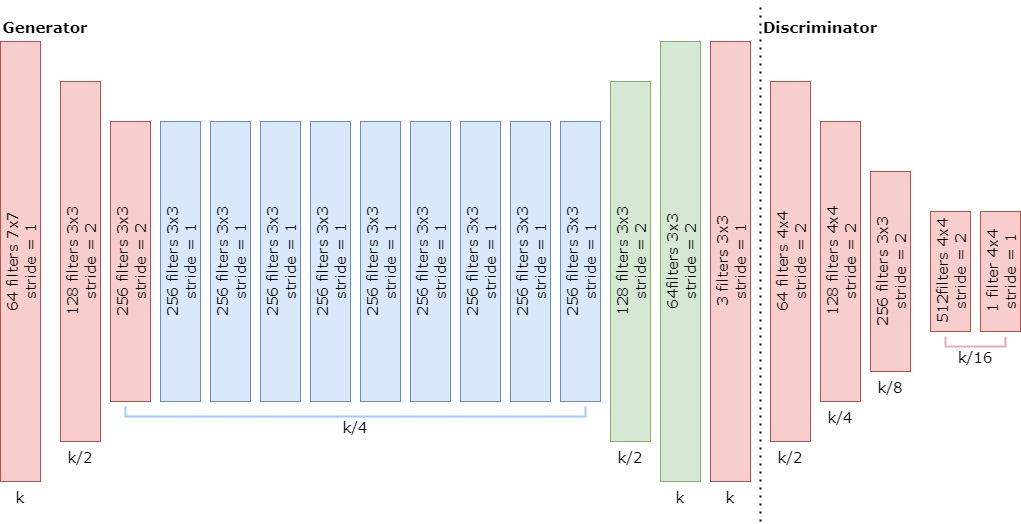 Generator
Discriminator
64 filters 7x7
stride = 1
128 filters 3x3
stride = 2
256 filters 3x3
stride = 2
256 filters 3x3
stride = 1
256 filters 3x3
stride = 1
256 filters 3x3
stride = 1
256 filters 3x3
stride = 1
256 filters 3x3
stride = 1
256 filters 3x3
stride = 1
256 filters 3x3
stride = 1
256 filters 3x3
stride = 1
256 filters 3x3
stride = 1
128 filters 3x3
stride = 2
64filters 3x3
stride = 2
3 filters 3x3
stride = 1
64 filters 4x4
stride = 2
128 filters 4x4
stride = 2
256 filters 3x3
stride = 2
512filters 4x4
stride = 2
1 filter 4x4
stride = 1
k
k/2
k/4
k/2
k
k
k/2
k/4
k/8
k/16